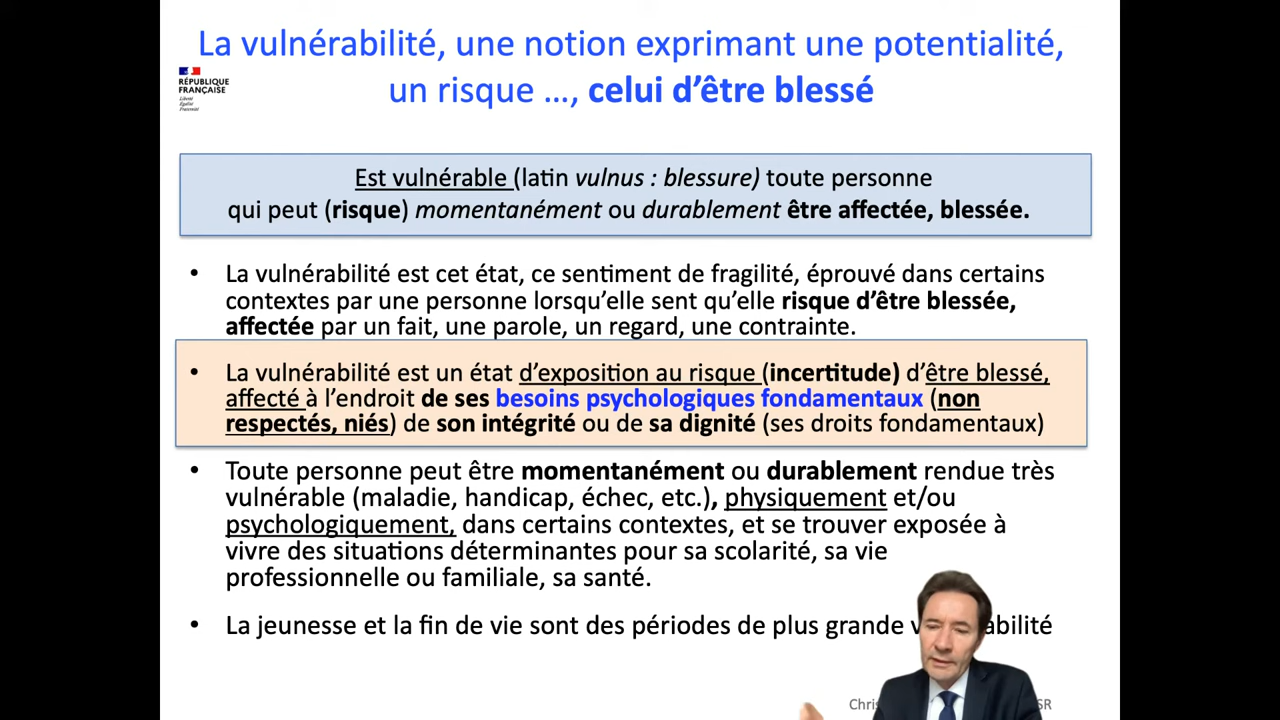 La vulnérabilité, une notion exprimant une potentialité,
un risque …, celui d’être blessé
RÉPUBLIQUE
FRANÇAISE
Liberté
Égalité
Fraternité
Est vulnérable (latin vulnus : blessure) toute personne
qui peut (risque) momentanément ou durablement être affectée, blessée.
• La vulnérabilité est cet état, ce sentiment de fragilité, éprouvé dans certains
contextes par une personne lorsqu’elle sent qu’elle risque d’être blessée,
affectée par un fait, une parole, un regard, une contrainte.
• La vulnérabilité est un état d’exposition au risque (incertitude) d’être blessé,
affecté à l’endroit de ses besoins psychologiques fondamentaux (non
respectés, niés) de son intégrité ou de sa dignité (ses droits fondamentaux)
• Toute personne peut être momentanément ou durablement rendue très
vulnérable (maladie, handicap, échec, etc.), physiquement et/ou
psychologiquement, dans certains contextes, et se trouver exposée à
vivre des situations déterminantes pour sa scolarité, sa vie
professionnelle ou familiale, sa santé.
• La jeunesse et la fin de vie sont des périodes de plus grande